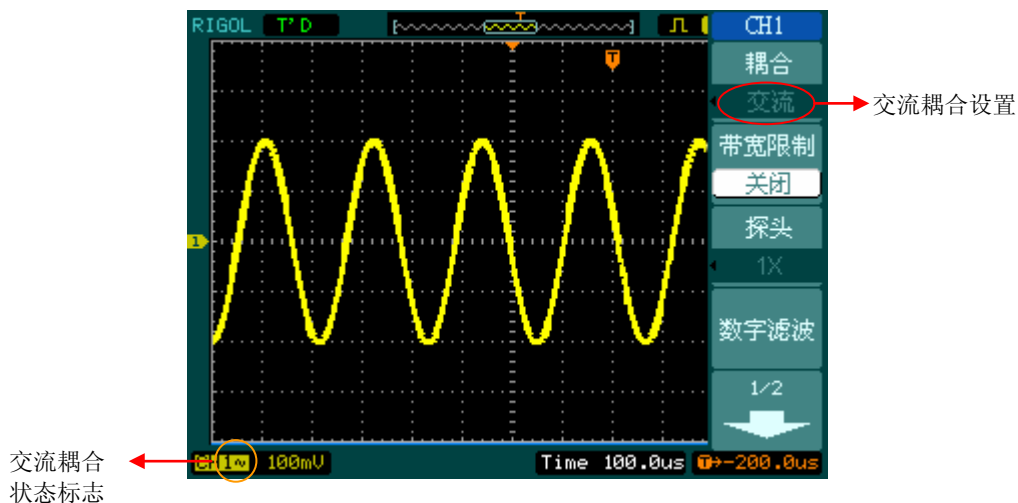 RIGOL T'D T CH1
T
耦合
交流
交流耦合设置
带宽限制
关闭
探头
1X
1
数字滤波
1/2
CH1~ 100mV Time 100.0us T→-200.0us
交流耦合
状态标志